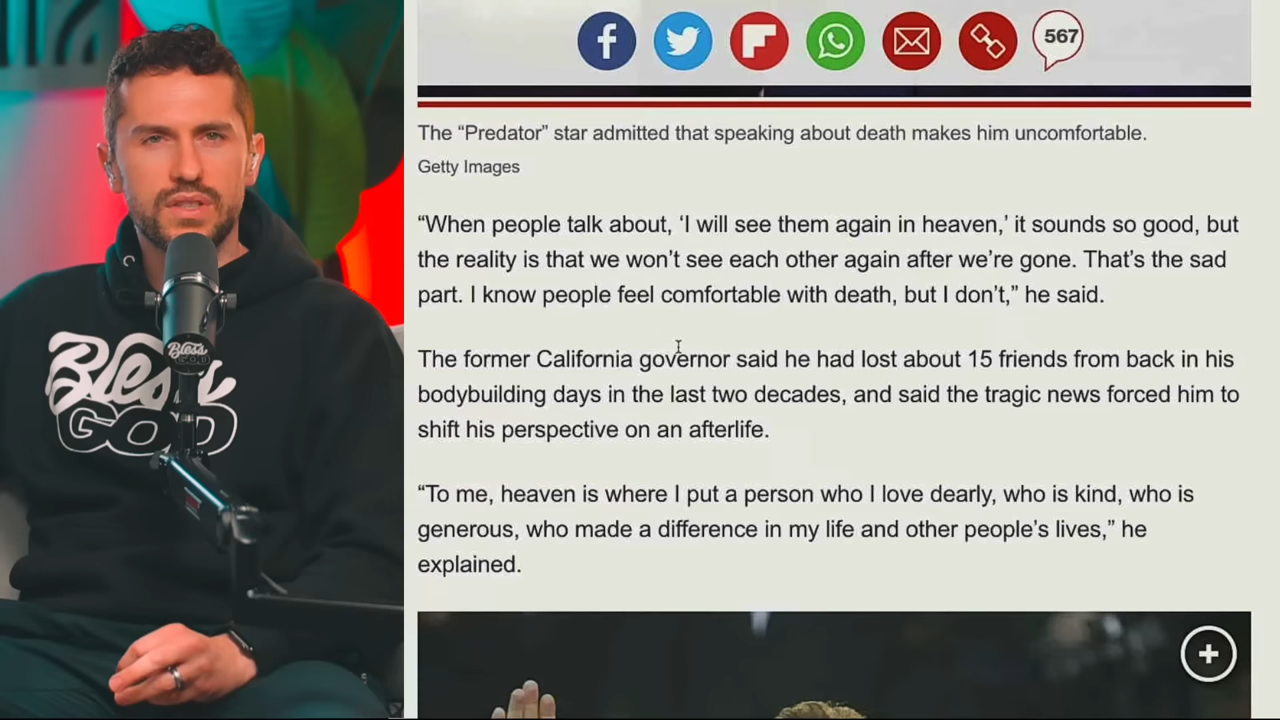 567
The “Predator” star admitted that speaking about death makes him uncomfortable.
Getty Images
“When people talk about, ‘I will see them again in heaven,’ it sounds so good, but
the reality is that we won’t see each other again after we’re gone. That’s the sad
part. I know people feel comfortable with death, but I don’t,” he said.
The former California governor said he had lost about 15 friends from back in his
bodybuilding days in the last two decades, and said the tragic news forced him to
shift his perspective on an afterlife.
“To me, heaven is where I put a person who I love dearly, who is kind, who is
generous, who made a difference in my life and other people’s lives,” he
explained.
Bless
GOD
Bless
GOD